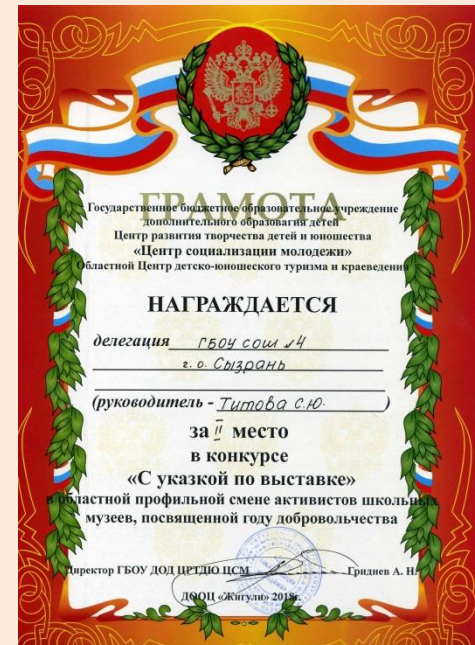 ГРАМОТА
Государственное бюджетное образовательное учреждение
дополнительного образования детей
Центр развития творчества детей и юношества
«Центр социализации молодежи»
Областной Центр детско-юношеского туризма и краеведения
НАГРАЖДАЕТСЯ
делегация ГБОУ СОШ №4
г.о. Сызрань
(руководитель - Титова С.Ю. )
за II место
в конкурсе
«С указкой по выставке»
в областной профильной смене активистов школьных
музеев, посвященной году добровольчества
Директор ГБОУ ДОД ЦРТДЮ ЦСМ Гриднев А. Н.
ДООЦ «Жигули» 2018г.